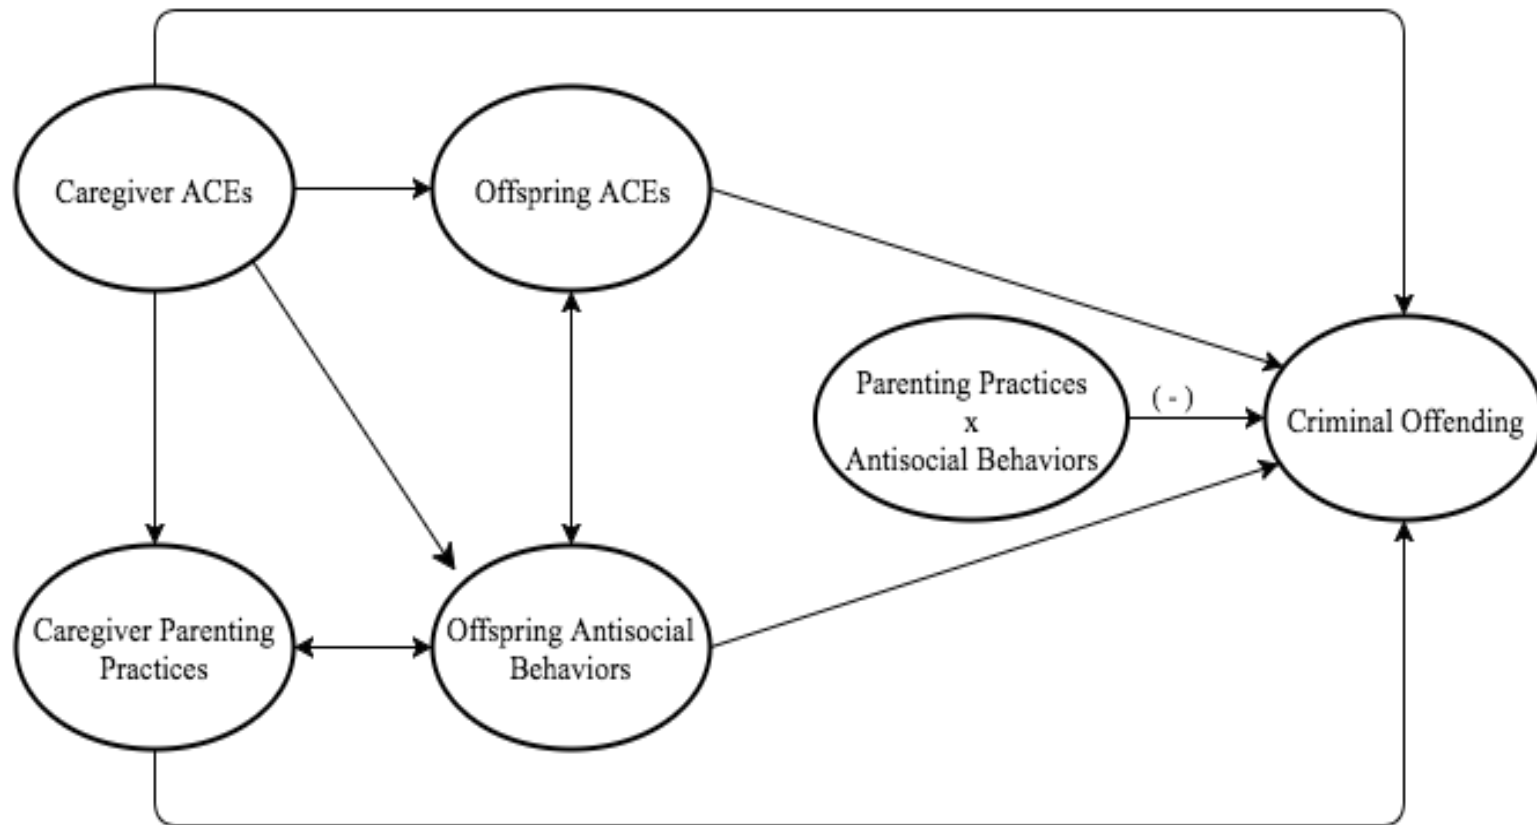 Caregiver ACEs
Offspring ACEs
Parenting Practices
x
Antisocial Behaviors
( - )
Criminal Offending
Caregiver Parenting
Practices
Offspring Antisocial
Behaviors